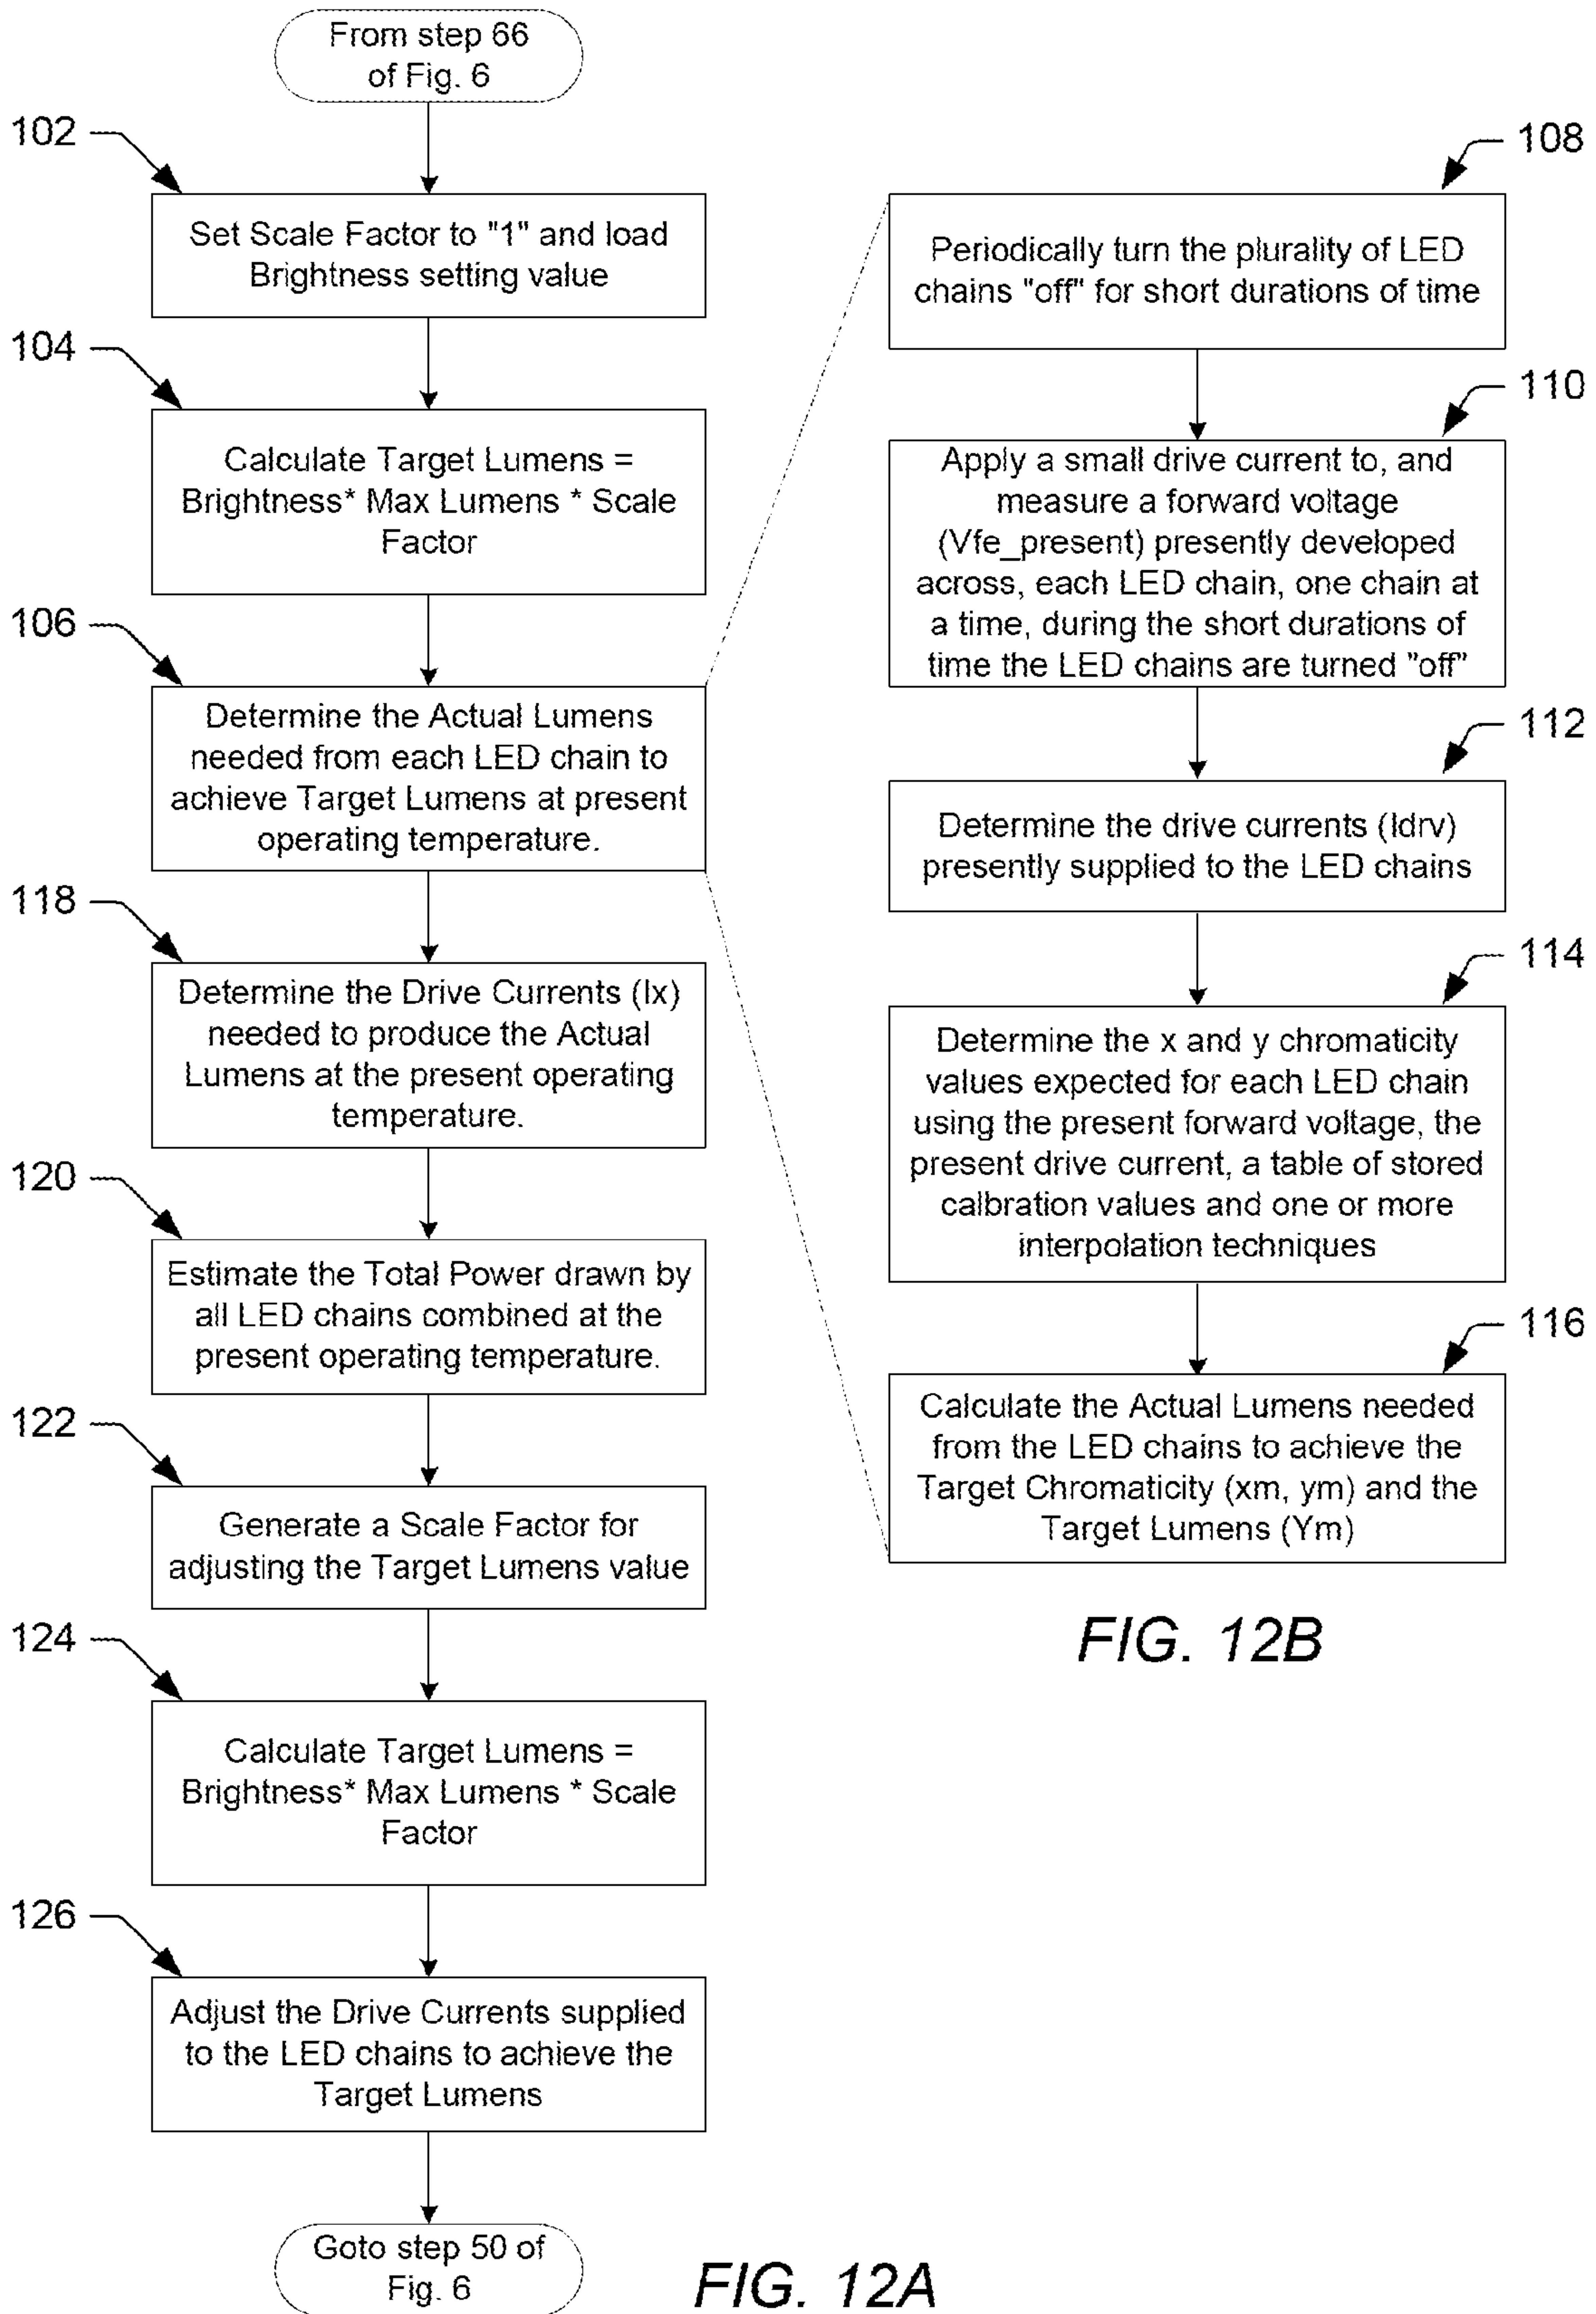 From step 66
of Fig. 6
102
Set Scale Factor to "1" and load
Brightness setting value
104
Calculate Target Lumens =
Brightness* Max Lumens * Scale
Factor
106
Determine the Actual Lumens
needed from each LED chain to
achieve Target Lumens at present
operating temperature.
118
Determine the Drive Currents (Ix)
needed to produce the Actual
Lumens at the present operating
temperature.
120
Estimate the Total Power drawn by
all LED chains combined at the
present operating temperature.
122
Generate a Scale Factor for
adjusting the Target Lumens value
124
Calculate Target Lumens =
Brightness* Max Lumens * Scale
Factor
126
Adjust the Drive Currents supplied
to the LED chains to achieve the
Target Lumens
Goto step 50 of
Fig. 6
FIG. 12A
108
Periodically turn the plurality of LED
chains "off" for short durations of time
110
Apply a small drive current to, and
measure a forward voltage
(Vfe_present) presently developed
across, each LED chain, one chain at
a time, during the short durations of
time the LED chains are turned "off"
112
Determine the drive currents (Idrv)
presently supplied to the LED chains
114
Determine the x and y chromaticity
values expected for each LED chain
using the present forward voltage, the
present drive current, a table of stored
calbration values and one or more
interpolation techniques
116
Calculate the Actual Lumens needed
from the LED chains to achieve the
Target Chromaticity (xm, ym) and the
Target Lumens (Ym)
FIG. 12B